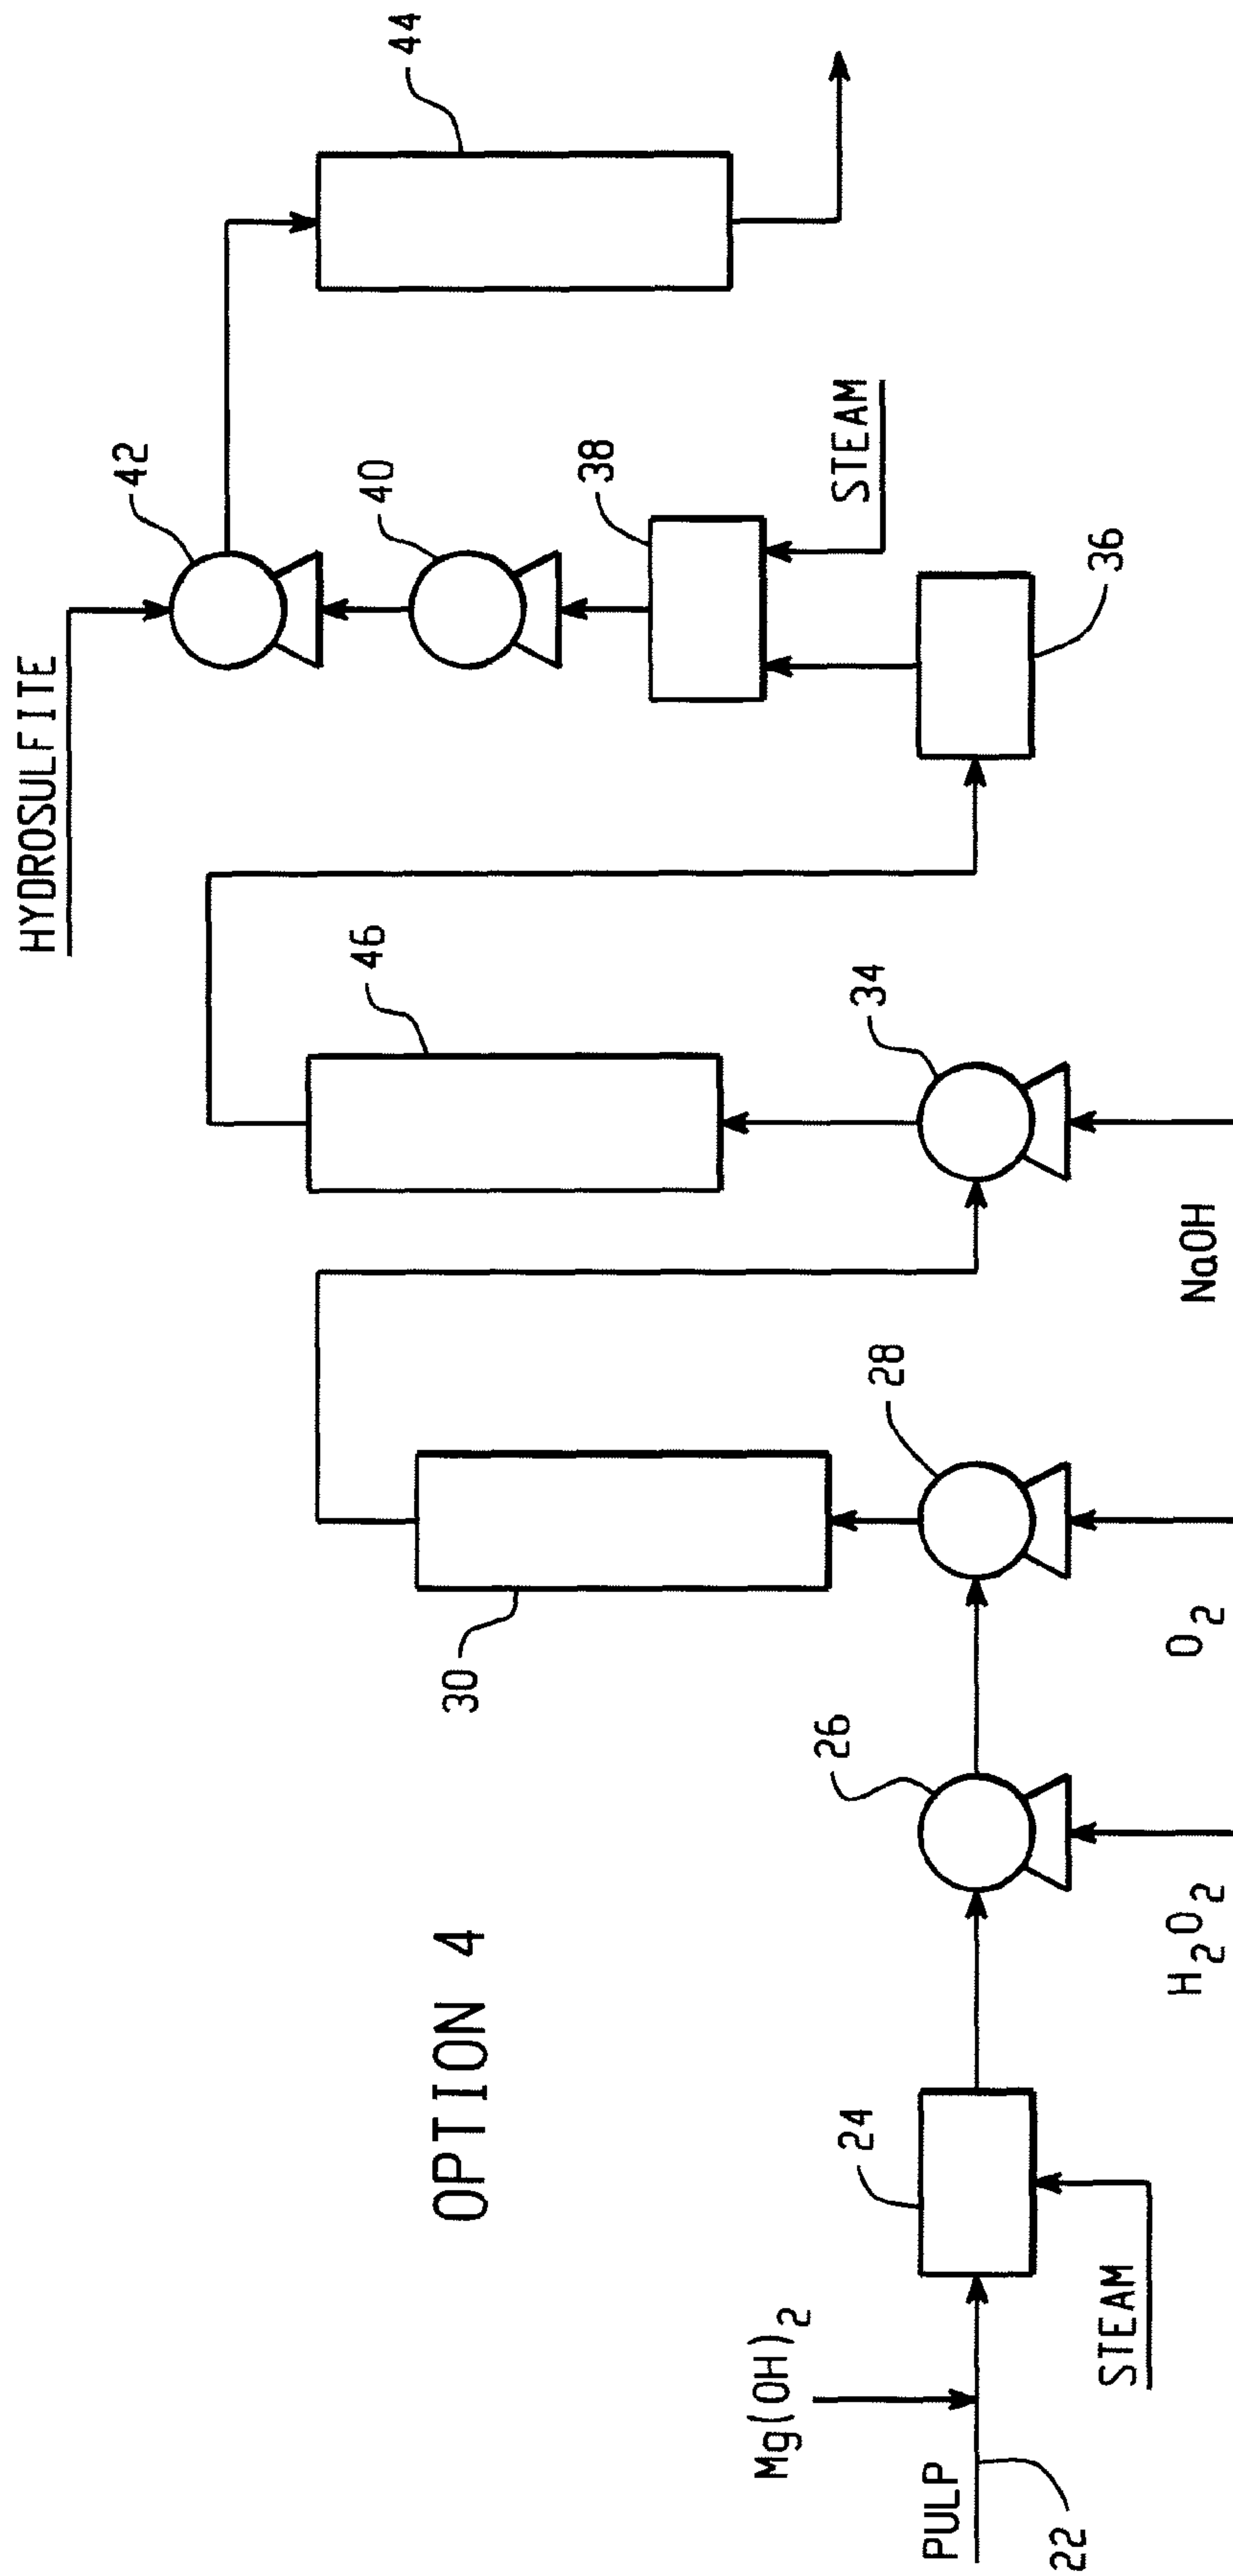 OPTION 4
HYDROSULFITE
42
44
40
46
38
STEAM
36
34
30
28
26
24
Mg(OH)2
PULP
22
STEAM
H2O2
O2
NaOH